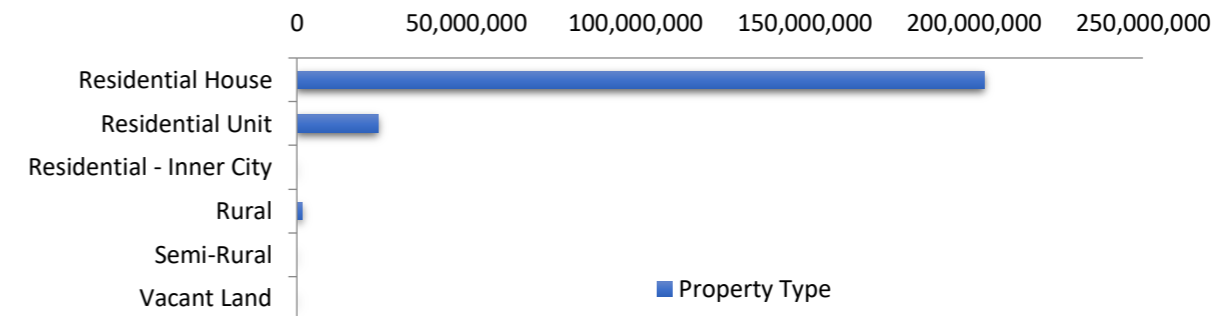 0 50,000,000 100,000,000 150,000,000 200,000,000 250,000,000
Residential House
Residential Unit
Residential - Inner City
Rural
Semi-Rural
Vacant Land
Property Type